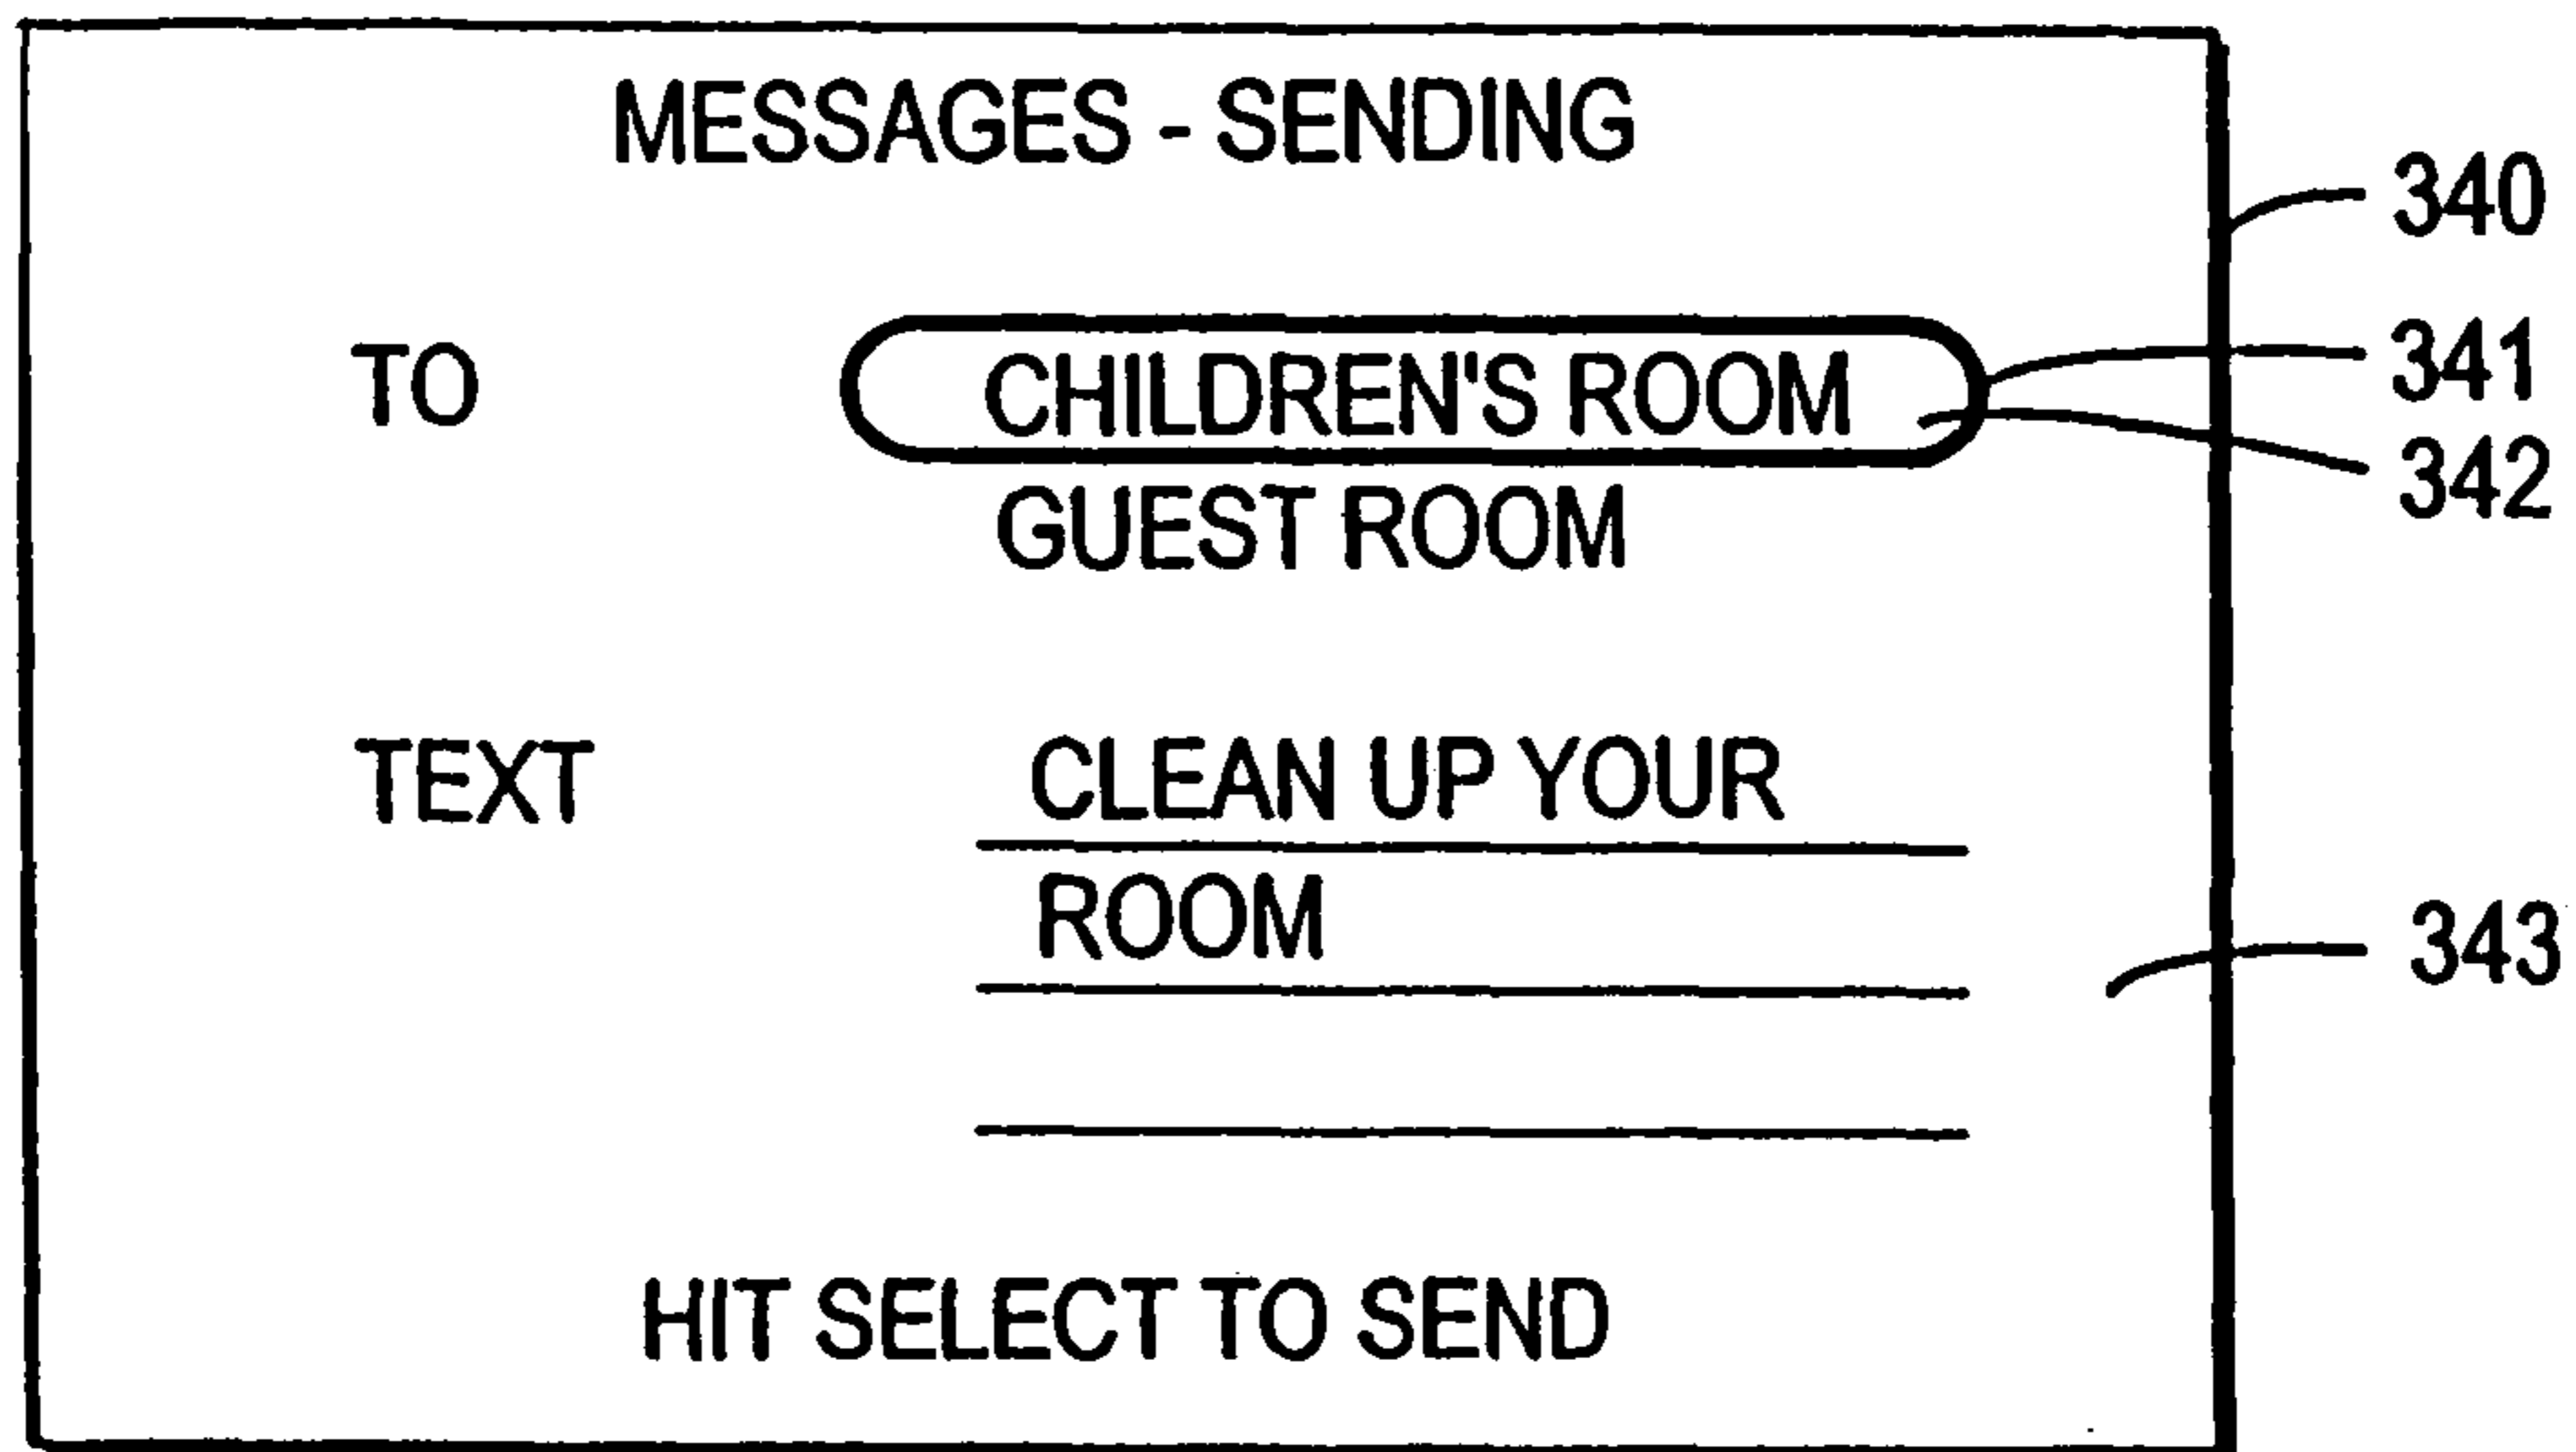 MESSAGES - SENDING
340
TO CHILDREN'S ROOM
341
342
GUEST ROOM
TEXT CLEAN UP YOUR
ROOM
343
HIT SELECT TO SEND